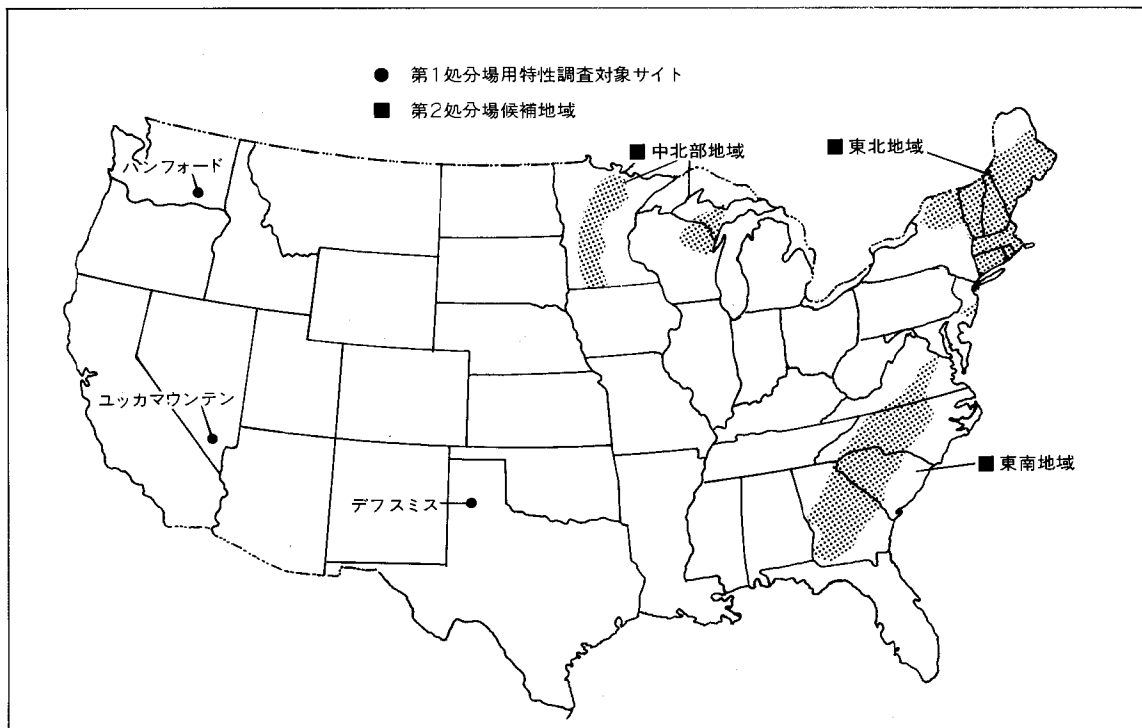 ● 第1処分場用特性調査対象サイト
■ 第2処分場候補地域
ハンフォード
■ 中北部地域
■ 東北地域
ユッカマウンテン
デフスミス
■ 東南地域